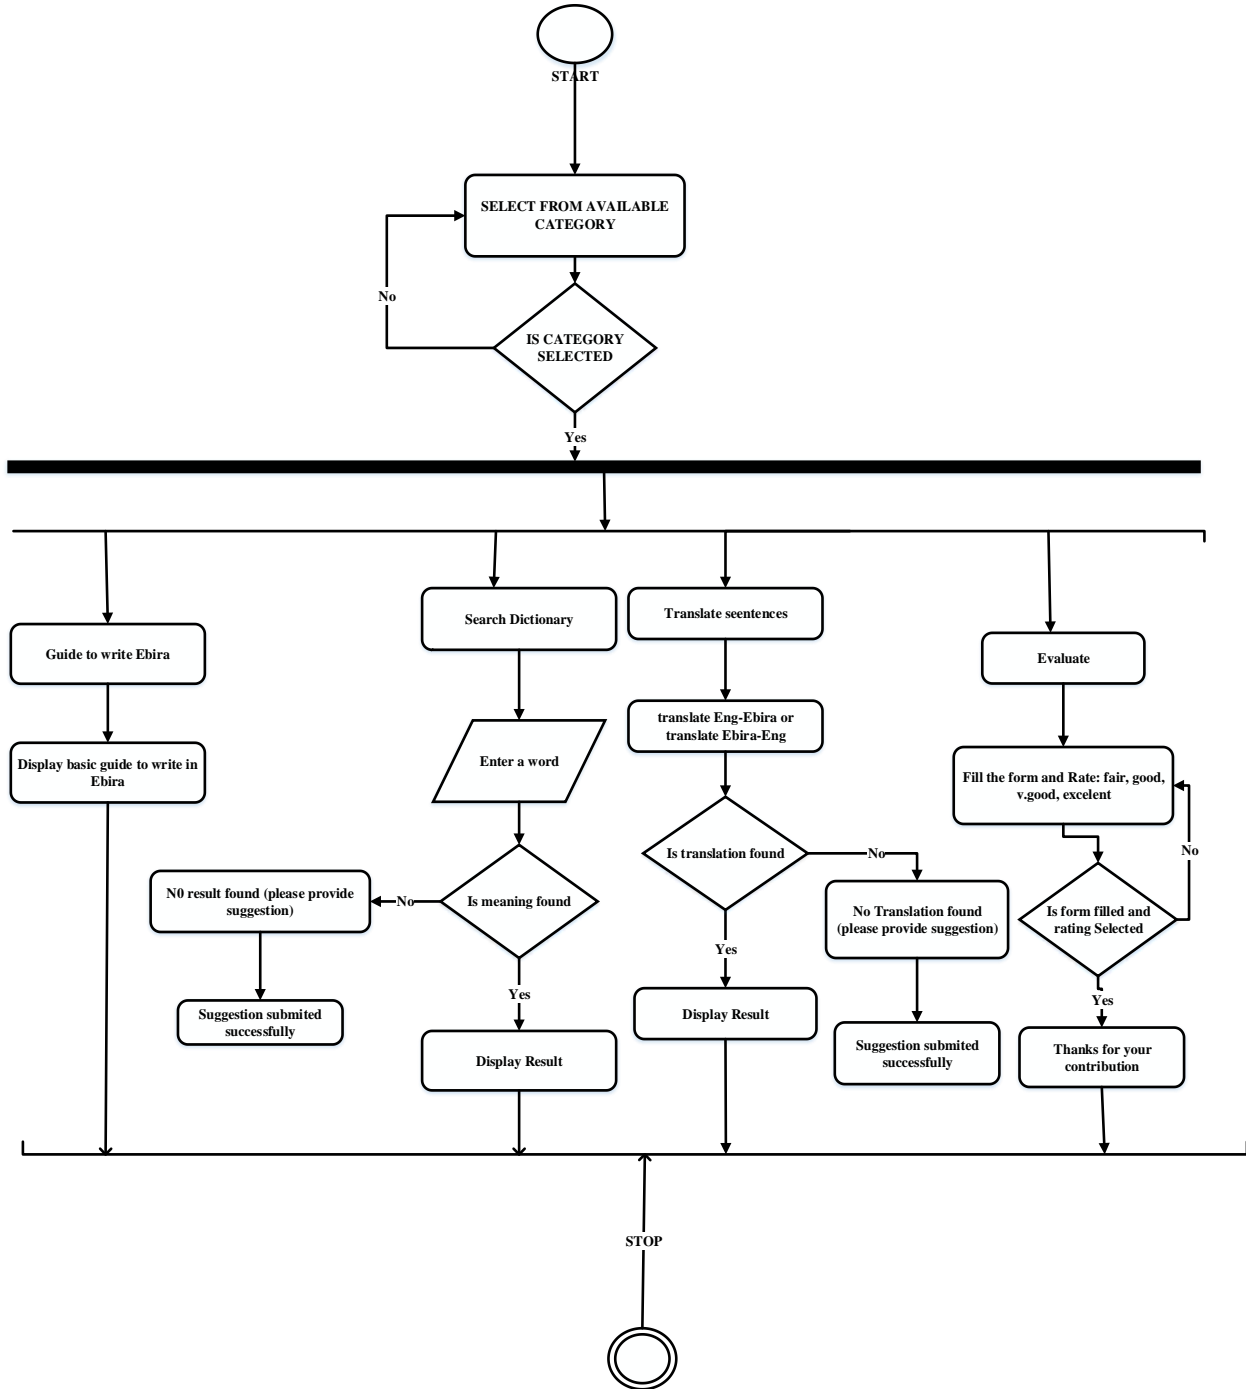 START
SELECT FROM AVAILABLE
CATEGORY
No
IS CATEGORY
SELECTED
Yes
Guide to write Ebira
Display basic guide to write in
Ebira
Search Dictionary
Enter a word
Is meaning found
No
N0 result found (please provide
suggestion)
Suggestion submited
successfully
Yes
Display Result
Translate seentences
translate Eng-Ebira or
translate Ebira-Eng
Is translation found
No
No Translation found
(please provide suggestion)
Suggestion submited
successfully
Yes
Display Result
Evaluate
Fill the form and Rate: fair, good,
v.good, excelent
No
Is form filled and
rating Selected
Yes
Thanks for your
contribution
STOP